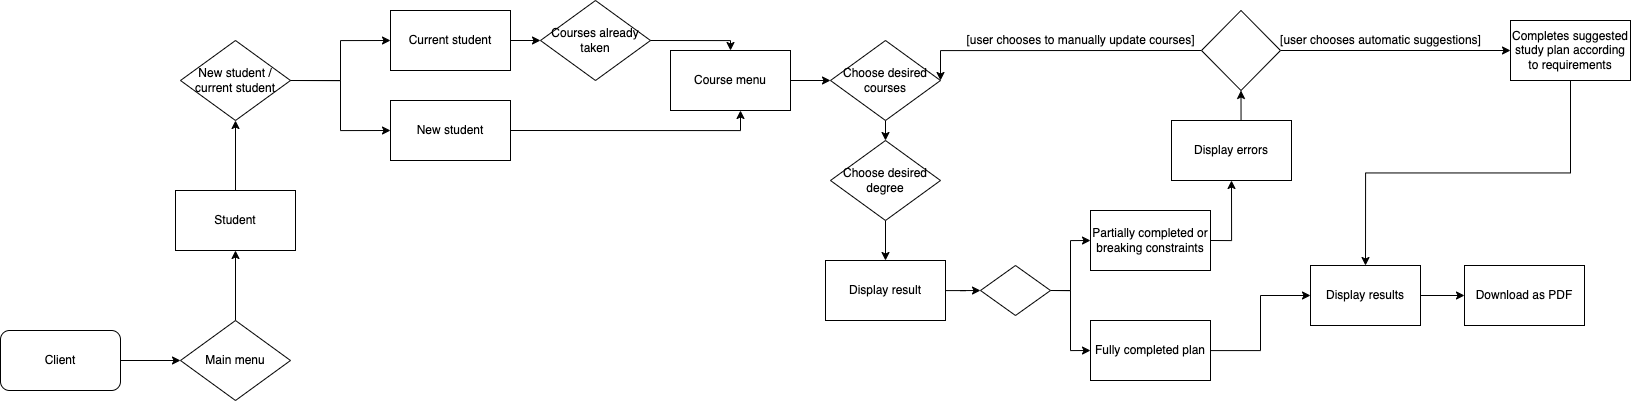 Client
Main menu
Student
New student /
current student
Current student
New student
Courses already
taken
Course menu
Choose desired
courses
Choose desired
degree
Display result
Partially completed or
breaking constraints
Fully completed plan
Display errors
[user chooses to manually update courses]
[user chooses automatic suggestions]
Completes suggested
study plan according
to requirements
Display results
Download as PDF